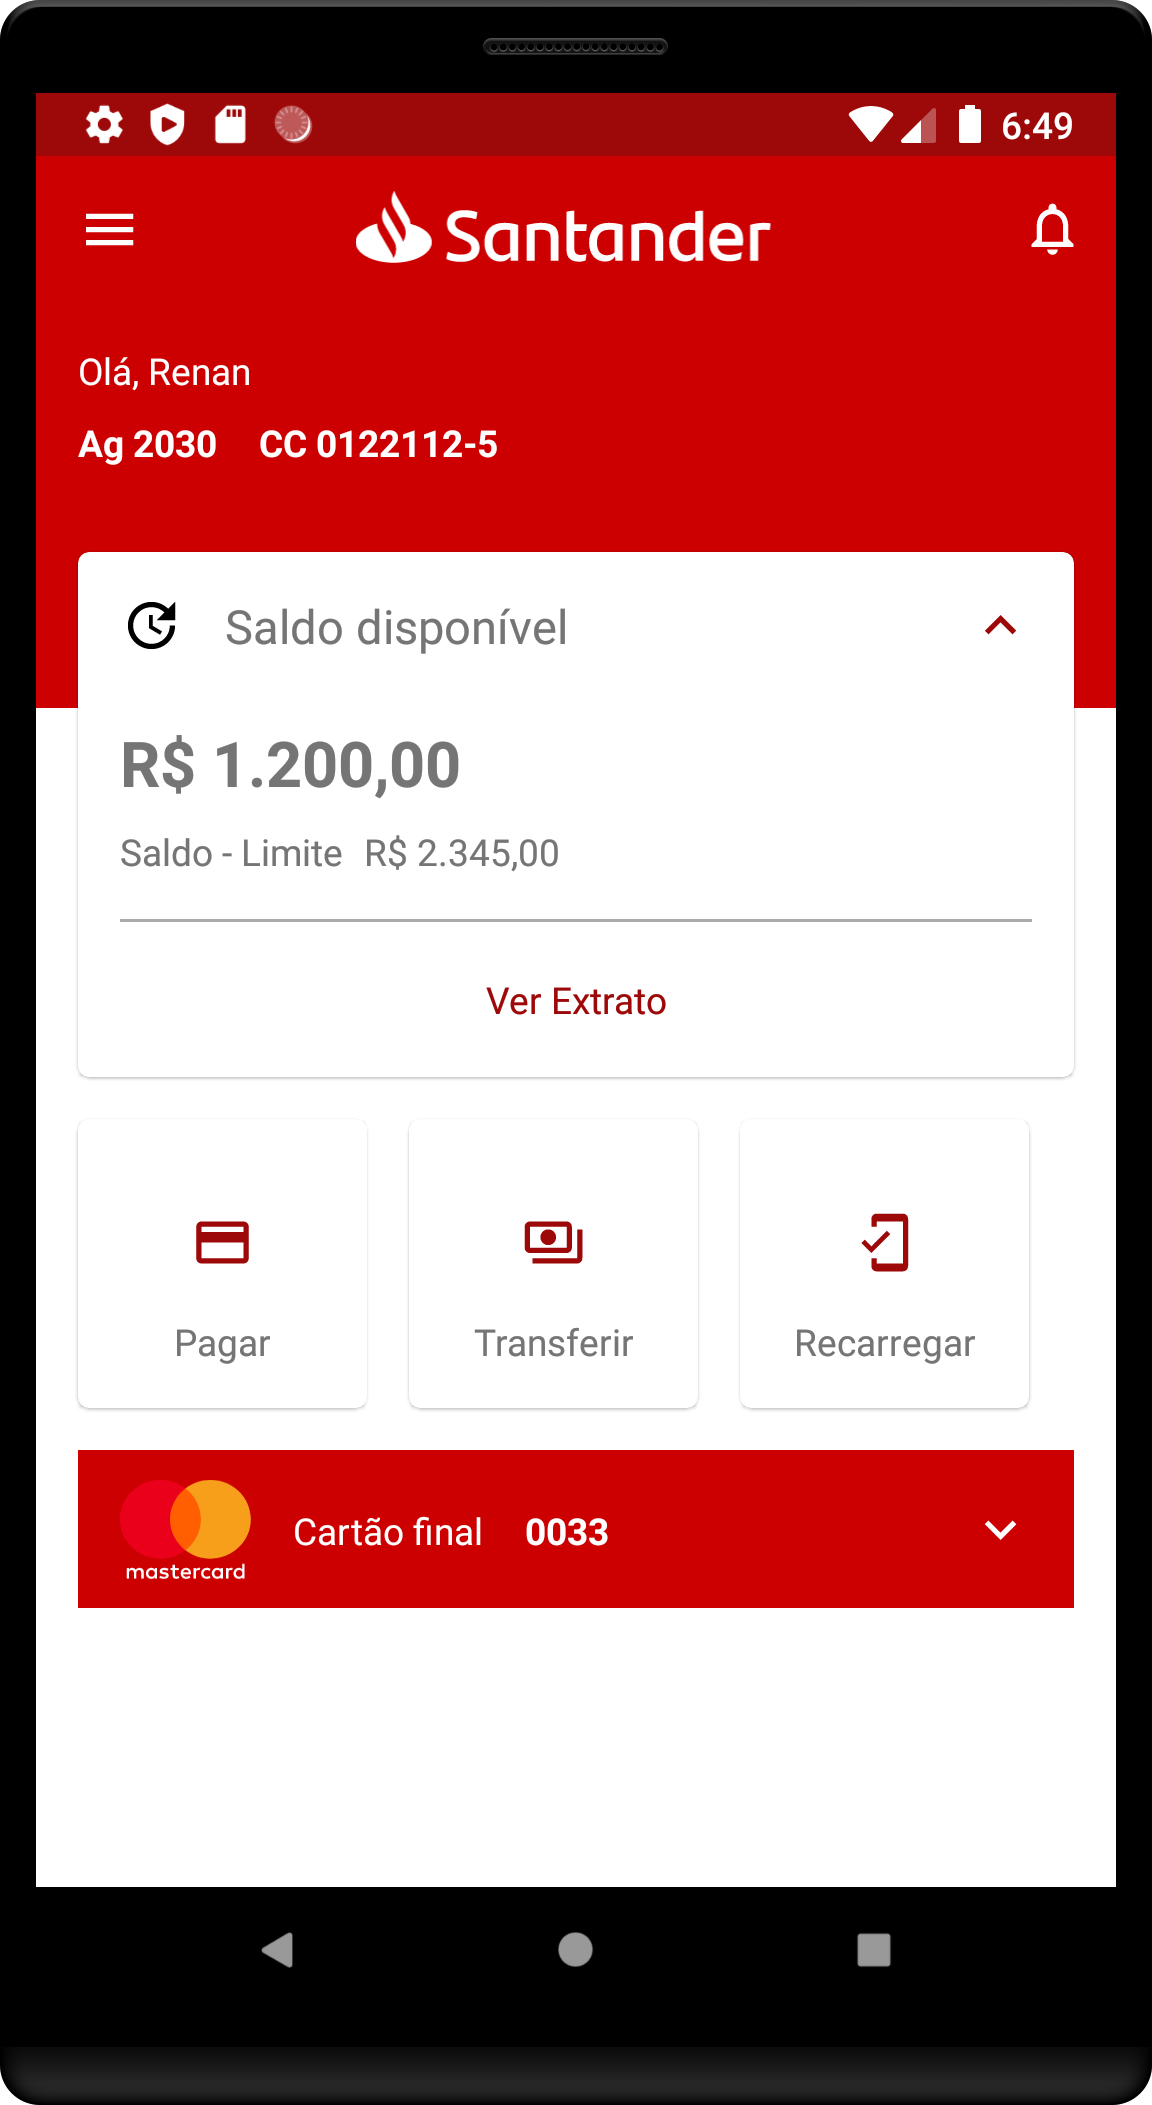 6:49
Santander
Olá, Renan
Ag 2030 CC 0122112-5
Saldo disponível
R$ 1.200,00
Saldo - Limite R$ 2.345,00
Ver Extrato
Pagar Transferir Recarregar
mastercard Cartão final 0033